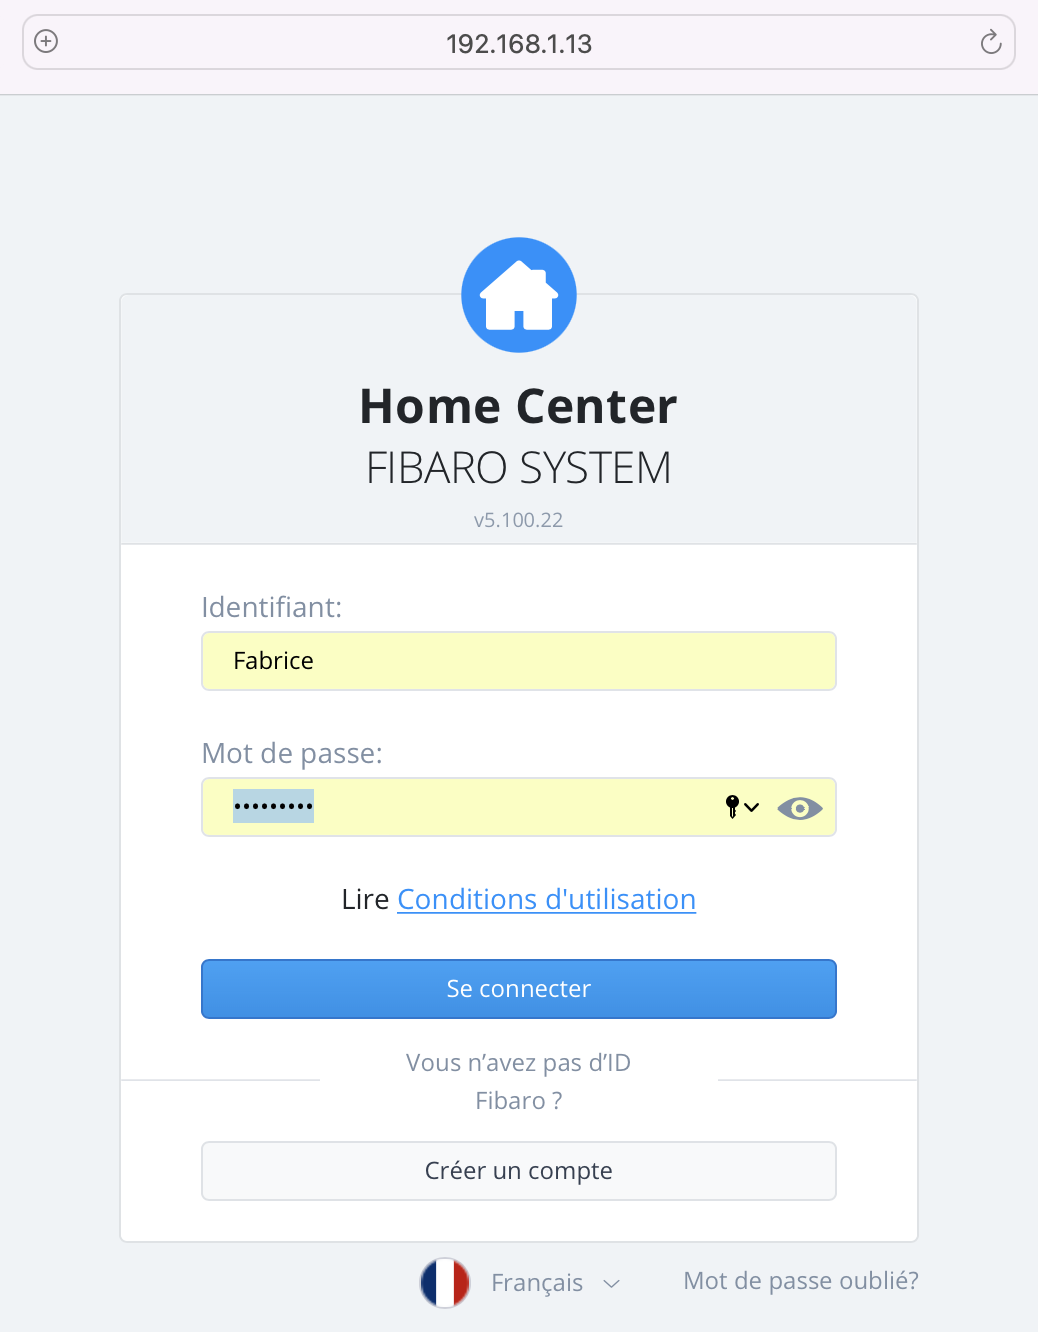 192.168.1.13
Home Center
FIBARO SYSTEM
v5.100.22
Identifiant:
Fabrice
Mot de passe:
•••••••••
Lire Conditions d'utilisation
Se connecter
Vous n’avez pas d’ID
Fibaro ?
Créer un compte
Français
Mot de passe oublié?